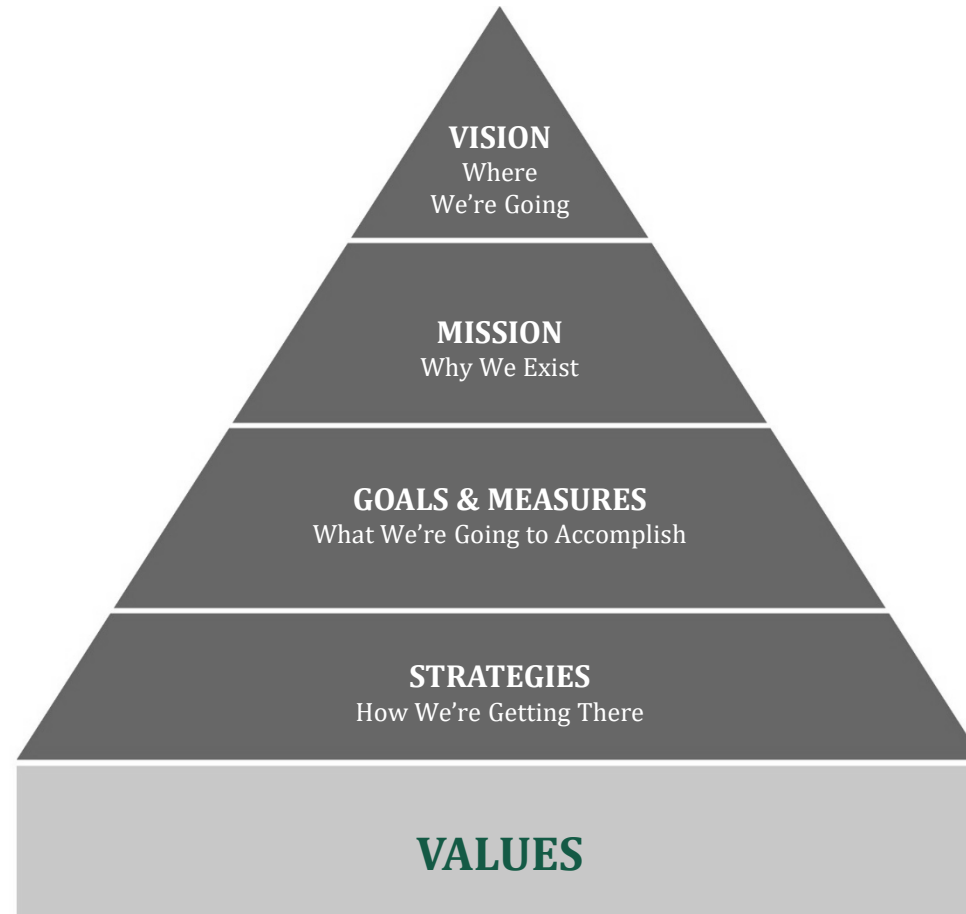 VISION
Where
We’re Going
MISSION
Why We Exist
GOALS & MEASURES
What We’re Going to Accomplish
STRATEGIES
How We’re Getting There
VALUES